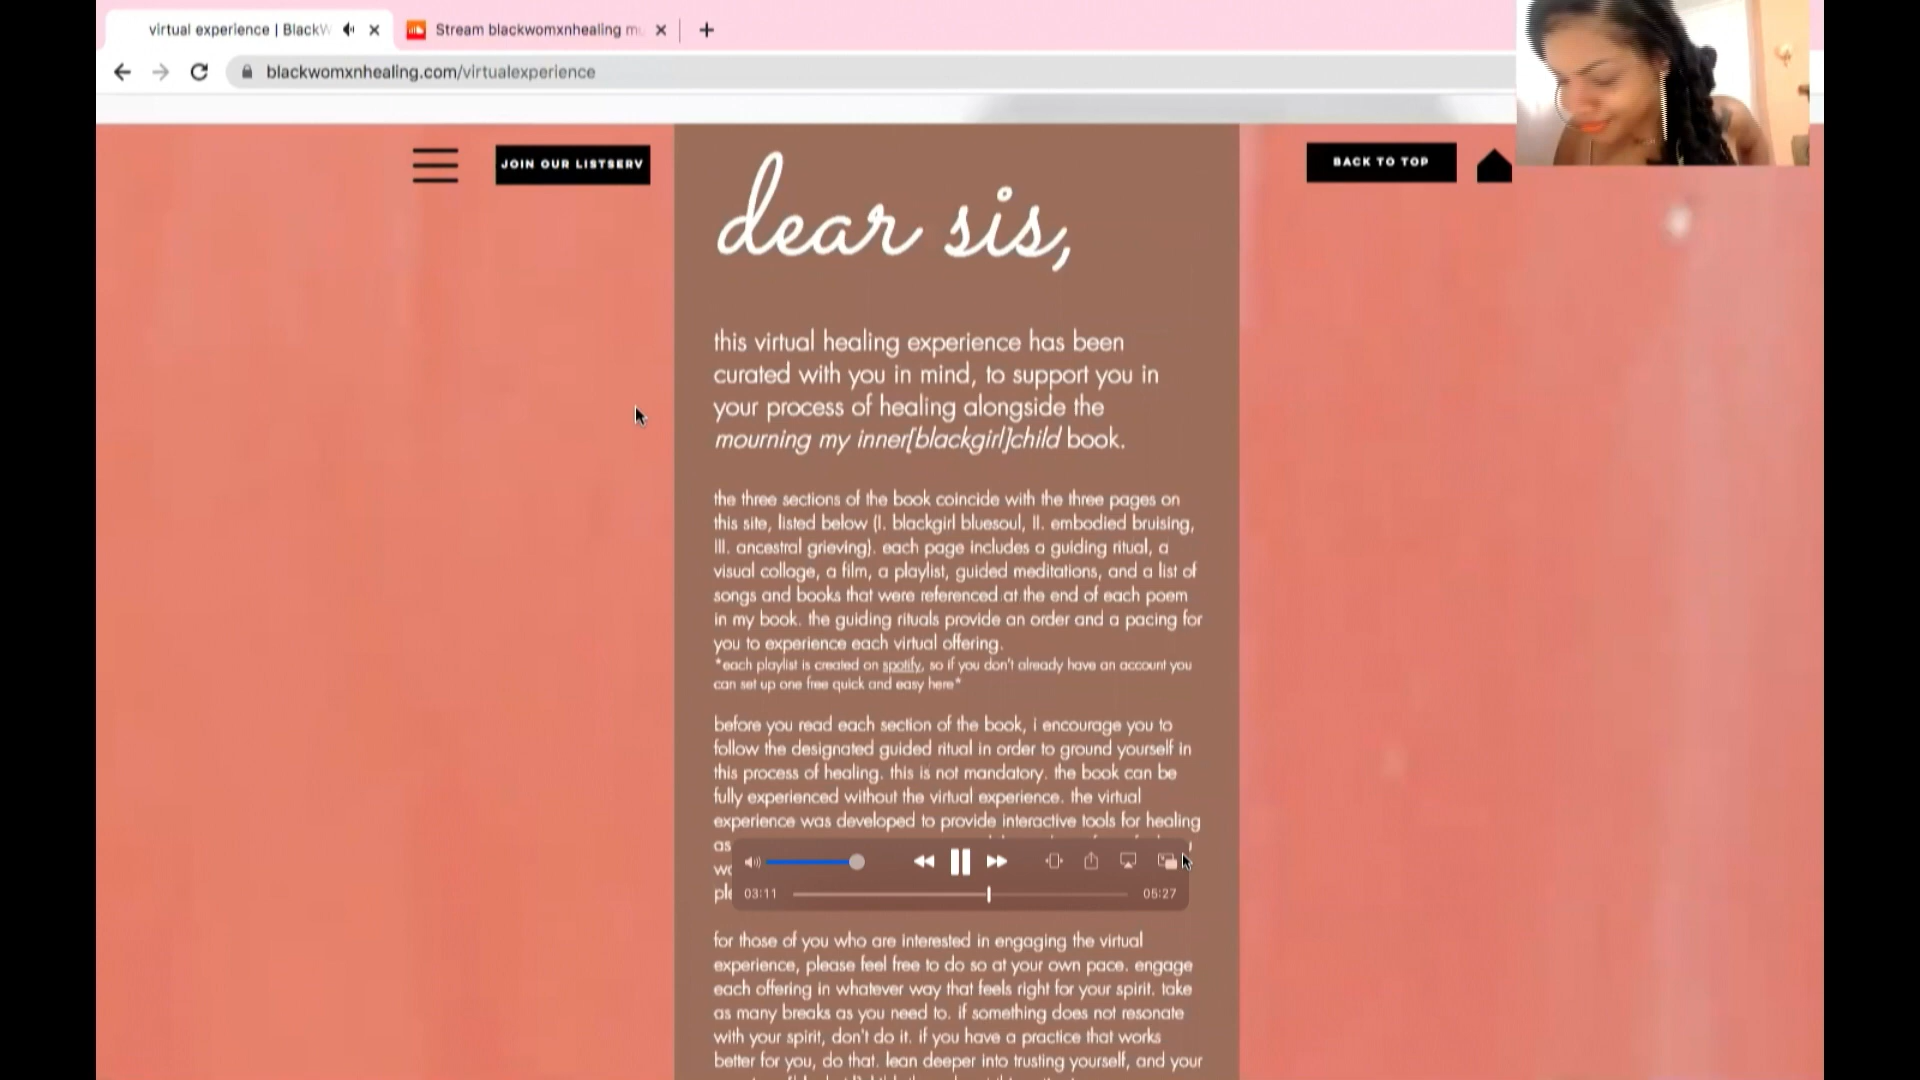 virtual experience | BlackW
Stream blackwomxnhealing m
blackwomxnhealing.com/virtualexperience
JOIN OUR LISTSERV
BACK TO TOP
dear sis,
this virtual healing experience has been
curated with you in mind, to support you in
your process of healing alongside the
mourning my inner[blackgirl]child book.
the three sections of the book coincide with the three pages on
this site, listed below (I. blackgirl bluesoul, II. embodied bruising,
III. ancestral grieving). each page includes a guiding ritual, a
visual collage, a film, a playlist, guided meditations, and a list of
songs and books that were referenced at the end of each poem
in my book. the guiding rituals provide an order and a pacing for
you to experience each virtual offering.
*each playlist is created on spotify, so if you don't already have an account you
can set up one free quick and easy here*
before you read each section of the book, i encourage you to
follow the designated guided ritual in order to ground yourself in
this process of healing. this is not mandatory. the book can be
fully experienced without the virtual experience. the virtual
experience was developed to provide interactive tools for healing
as
03:11
05:27
for those of you who are interested in engaging the virtual
experience, please feel free to do so at your own pace. engage
each offering in whatever way that feels right for your spirit. take
as many breaks as you need to. if something does not resonate
with your spirit, don't do it. if you have a practice that works
better for you, do that. lean deeper into trusting yourself, and your